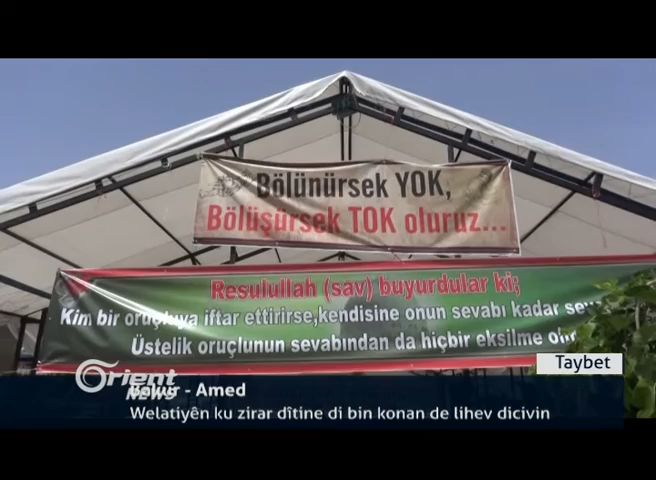 Bölünürsek YOK,
Bölüşürsek TOK oluruz...
Resulullah (sav) buyurdular ki;
Kim bir oruçluya iftar ettirirse,kendisine onun sevabı kadar
Üstelik oruçlunun sevabından da hiçbir eksilme
Taybet
Orient
NEWS
Bakur - Amed
Welatiyên ku zirar dîtine di bin konan de lihev dicivin